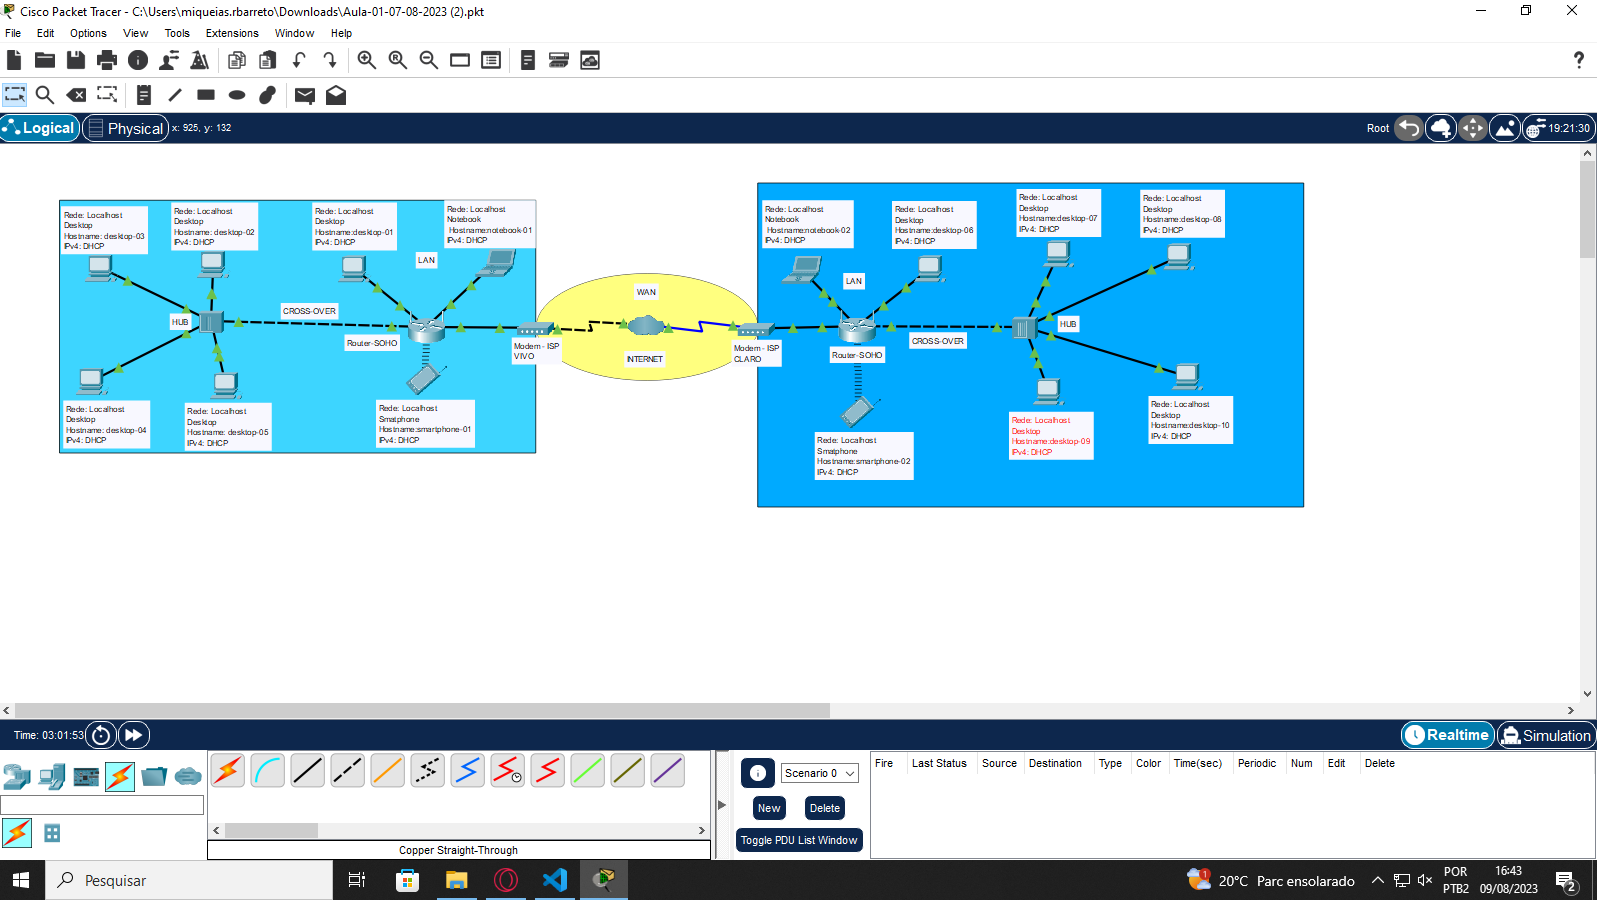 Cisco Packet Tracer - C:\Users\miqueias.rbarreto\Downloads\Aula-01-07-08-2023 (2).pkt
File Edit Options View Tools Extensions Window Help
Logical Physical x: 925, y: 132 Root 19:21:30
Rede: Localhost
Desktop
Hostname: desktop-03
IPv4: DHCP
Rede: Localhost
Desktop
Hostname: desktop-02
IPv4: DHCP
Rede: Localhost
Desktop
Hostname:desktop-01
IPv4: DHCP
Rede: Localhost
Notebook
Hostname:notebook-01
IPv4: DHCP
LAN
CROSS-OVER
HUB
Router-SOHO
Modem - ISP
VIVO
Rede: Localhost
Desktop
Hostname: desktop-04
IPv4: DHCP
Rede: Localhost
Desktop
Hostname: desktop-05
IPv4: DHCP
Rede: Localhost
Smatphone
Hostname:smartphone-01
IPv4: DHCP
WAN
INTERNET
Rede: Localhost
Notebook
Hostname:notebook-02
IPv4: DHCP
Rede: Localhost
Desktop
Hostname:desktop-06
IPv4: DHCP
Rede: Localhost
Desktop
Hostname:desktop-07
IPv4: DHCP
Rede: Localhost
Desktop
Hostname:desktop-08
IPv4: DHCP
LAN
HUB
Modem - ISP
CLARO
Router-SOHO
CROSS-OVER
Rede: Localhost
Smatphone
Hostname:smartphone-02
IPv4: DHCP
Rede: Localhost
Desktop
Hostname:desktop-09
IPv4: DHCP
Rede: Localhost
Desktop
Hostname:desktop-10
IPv4: DHCP
Time: 03:01:53 Realtime Simulation
Scenario 0
New Delete
Toggle PDU List Window
Fire Last Status Source Destination Type Color Time(sec) Periodic Num Edit Delete
Copper Straight-Through
Pesquisar
1
20°C Parc ensolarado
POR
PTB2
16:43
09/08/2023
2